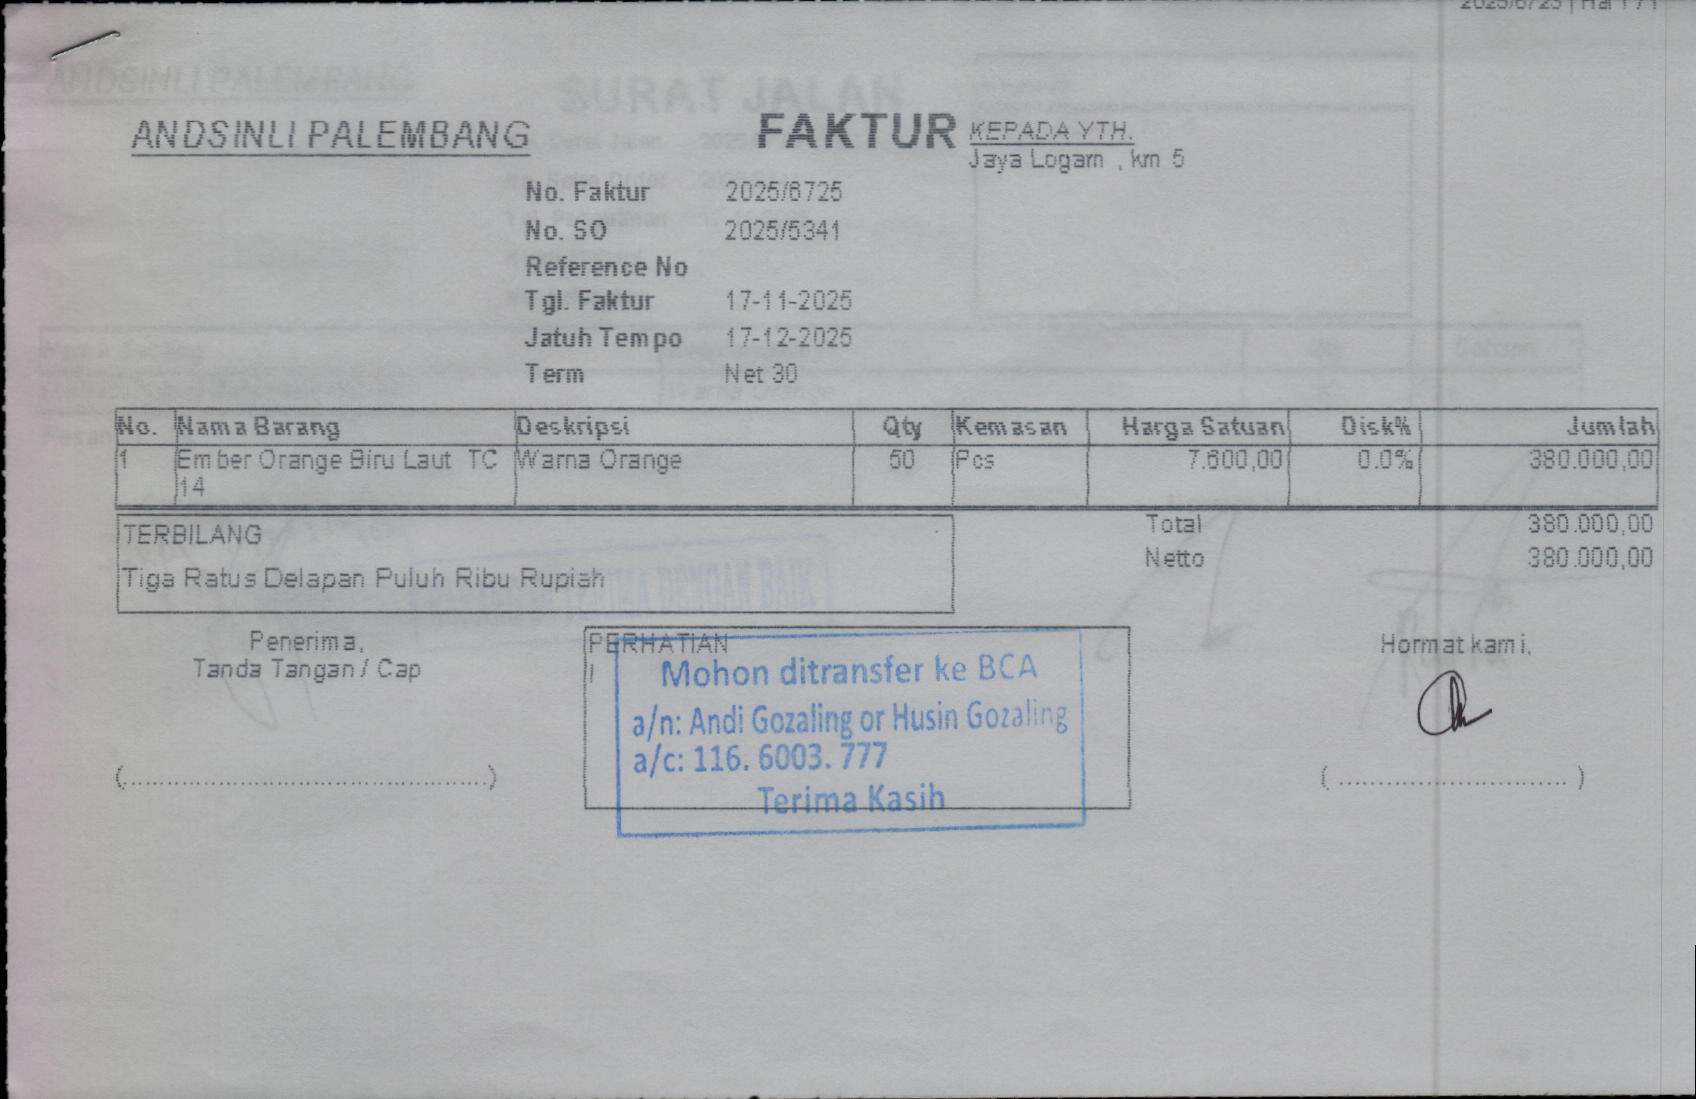 ANDSINLI PALEMBANG
SURAT JALAN
FAKTUR
KEPADA YTH.
Jaya Logam , km 5
No. Faktur 2025/6725
No. SO 2025/5341
Reference No
Tgl. Faktur 17-11-2025
Jatuh Tempo 17-12-2025
Term Net 30
No. Nama Barang Deskripsi Qty Kemasan Harga Satuan Disk% Jumlah
1 Ember Orange Biru Laut TC Warna Orange 50 Pcs 7.600,00 0.0% 380.000,00
14
TERBILANG
Tiga Ratus Delapan Puluh Ribu Rupiah
Total 380.000,00
Netto 380.000,00
Penerima,
Tanda Tangan / Cap
PERHATIAN
Mohon ditransfer ke BCA
a/n: Andi Gozaling or Husin Gozaling
a/c: 116. 6003. 777
Terima Kasih
Hormat kami,
(..............................................)
( ............................. )